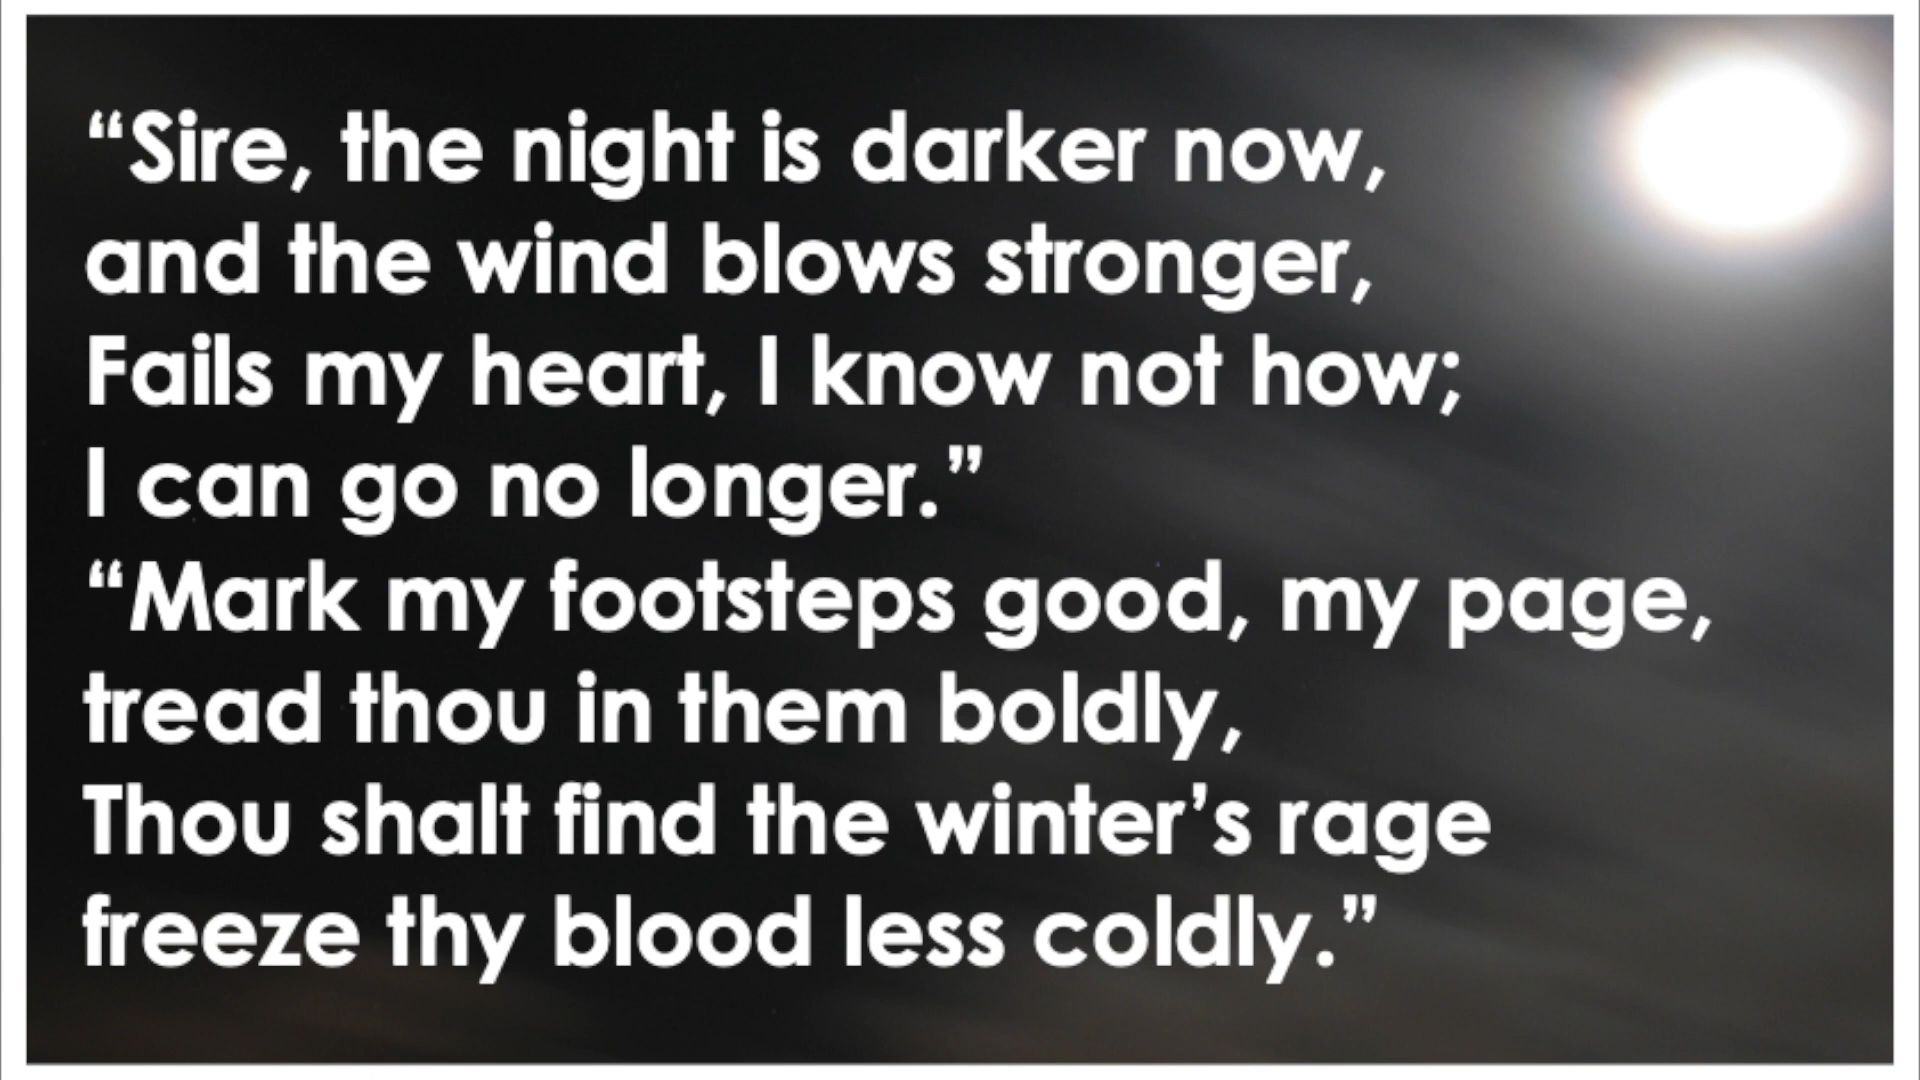 “Sire, the night is darker now,
and the wind blows stronger,
Fails my heart, I know not how;
I can go no longer.”
“Mark my footsteps good, my page,
tread thou in them boldly,
Thou shalt find the winter’s rage
freeze thy blood less coldly.”